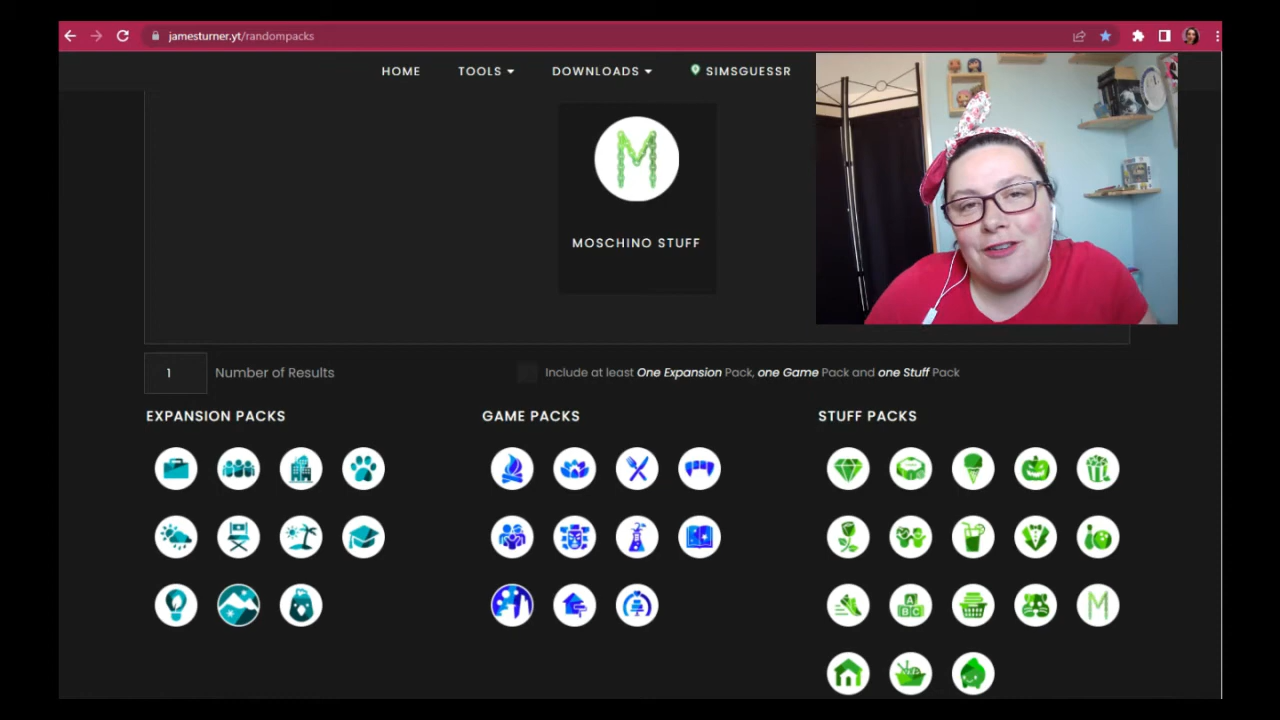 jamesturner.yt/randompacks
HOME TOOLS DOWNLOADS SIMSGUESSR
M
MOSCHINO STUFF
1 Number of Results
Include at least One Expansion Pack, one Game Pack and one Stuff Pack
EXPANSION PACKS GAME PACKS STUFF PACKS
A B
C
M